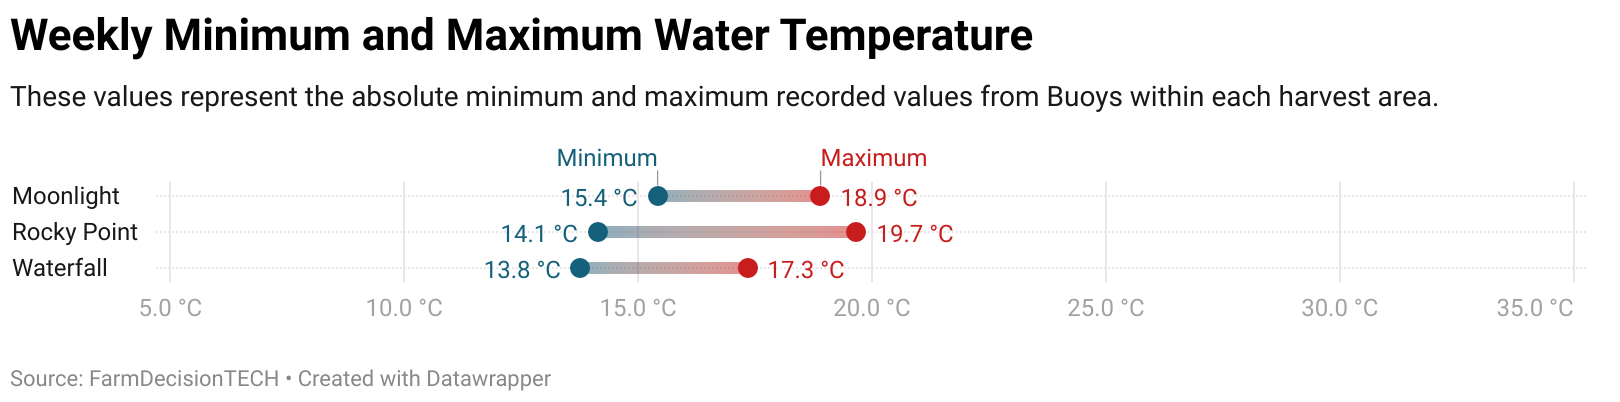 Weekly Minimum and Maximum Water Temperature
These values represent the absolute minimum and maximum recorded values from Buoys within each harvest area.
Minimum Maximum
Moonlight 15.4 °C 18.9 °C
Rocky Point 14.1 °C 19.7 °C
Waterfall 13.8 °C 17.3 °C
5.0 °C 10.0 °C 15.0 °C 20.0 °C 25.0 °C 30.0 °C 35.0 °C
Source: FarmDecisionTECH • Created with Datawrapper